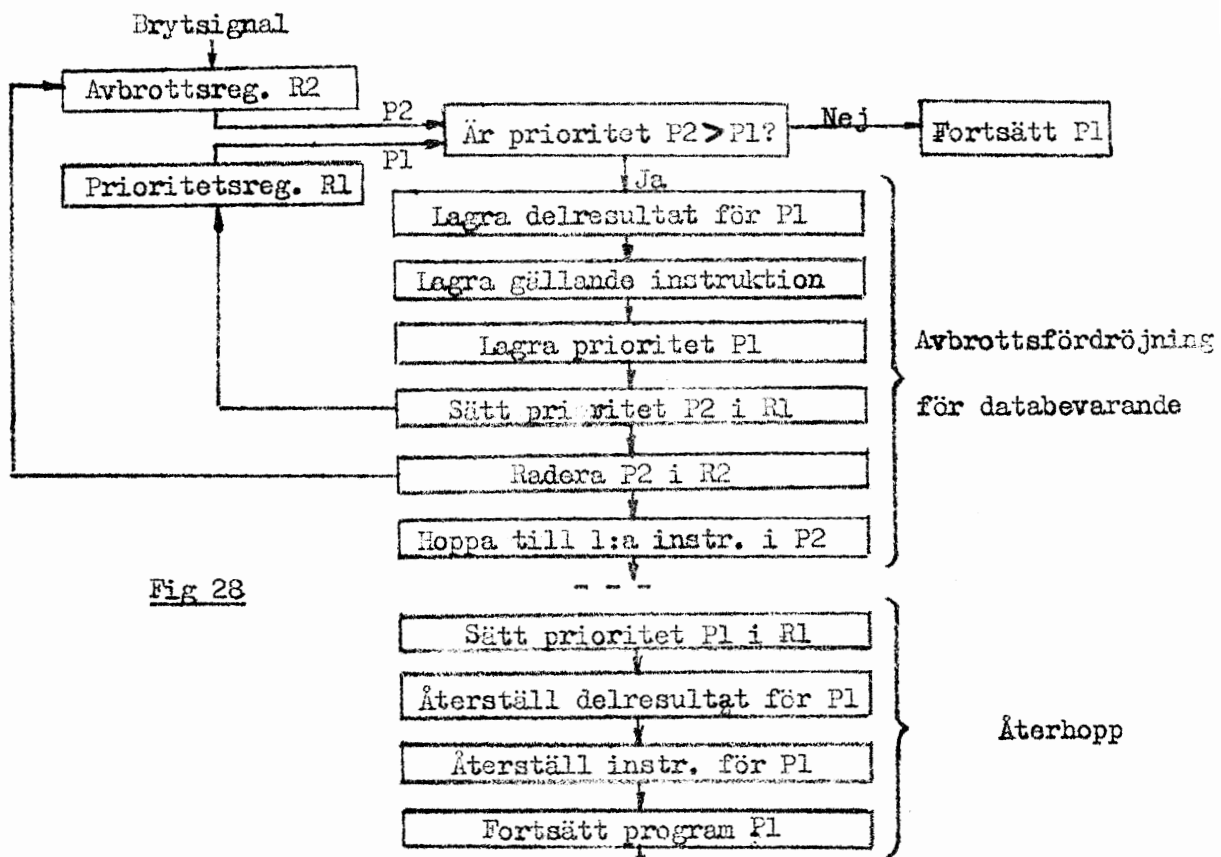 Brytsignal
Avbrottsreg. R2
P2
Är prioritet P2 > P1?
Nej
Fortsätt P1
P1
Prioritetsreg. R1
Ja
Lagra delresultat för P1
Lagra gällande instruktion
Lagra prioritet P1
Avbrottsfördröjning
för databevarande
Sätt prioritet P2 i R1
Radera P2 i R2
Hoppa till 1:a instr. i P2
- - -
Fig 28
Sätt prioritet P1 i R1
Återställ delresultat för P1
Återhopp
Återställ instr. för P1
Fortsätt program P1